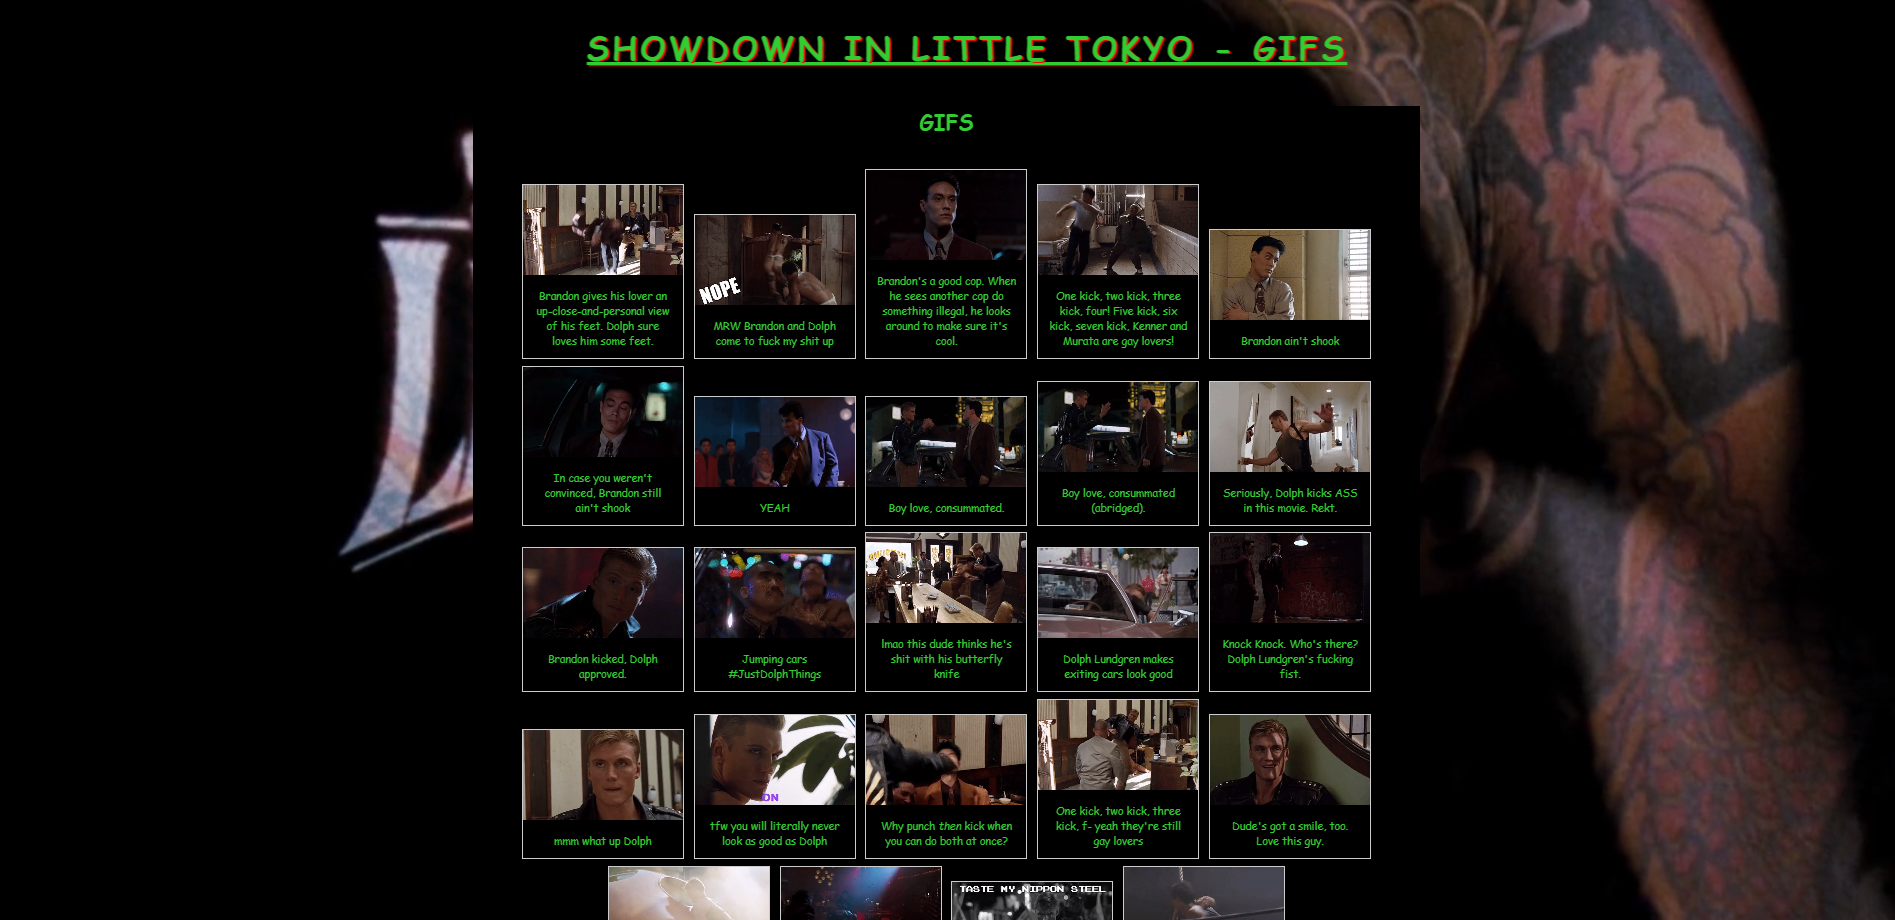 SHOWDOWN IN LITTLE TOKYO - GIFS
GIFS
NOPE
Brandon gives his lover an
up-close-and-personal view
of his feet. Dolph sure
loves him some feet.
MRW Brandon and Dolph
come to fuck my shit up
Brandon's a good cop. When
he sees another cop do
something illegal, he looks
around to make sure it's
cool.
One kick, two kick, three
kick, four! Five kick, six
kick, seven kick, Kenner and
Murata are gay lovers!
Brandon ain't shook
In case you weren't
convinced, Brandon still
ain't shook
YEAH
Boy love, consummated.
Boy love, consummated
(abridged).
Seriously, Dolph kicks ASS
in this movie. Rekt.
Brandon kicked, Dolph
approved.
Jumping cars
#JustDolphThings
lmao this dude thinks he's
shit with his butterfly
knife
Dolph Lundgren makes
exiting cars look good
Knock Knock. Who's there?
Dolph Lundgren's fucking
fist.
mmm what up Dolph
DN
tfw you will literally never
look as good as Dolph
Why punch then kick when
you can do both at once?
One kick, two kick, three
kick, f- yeah they're still
gay lovers
Dude's got a smile, too.
Love this guy.
TASTE MY NIPPON STEEL